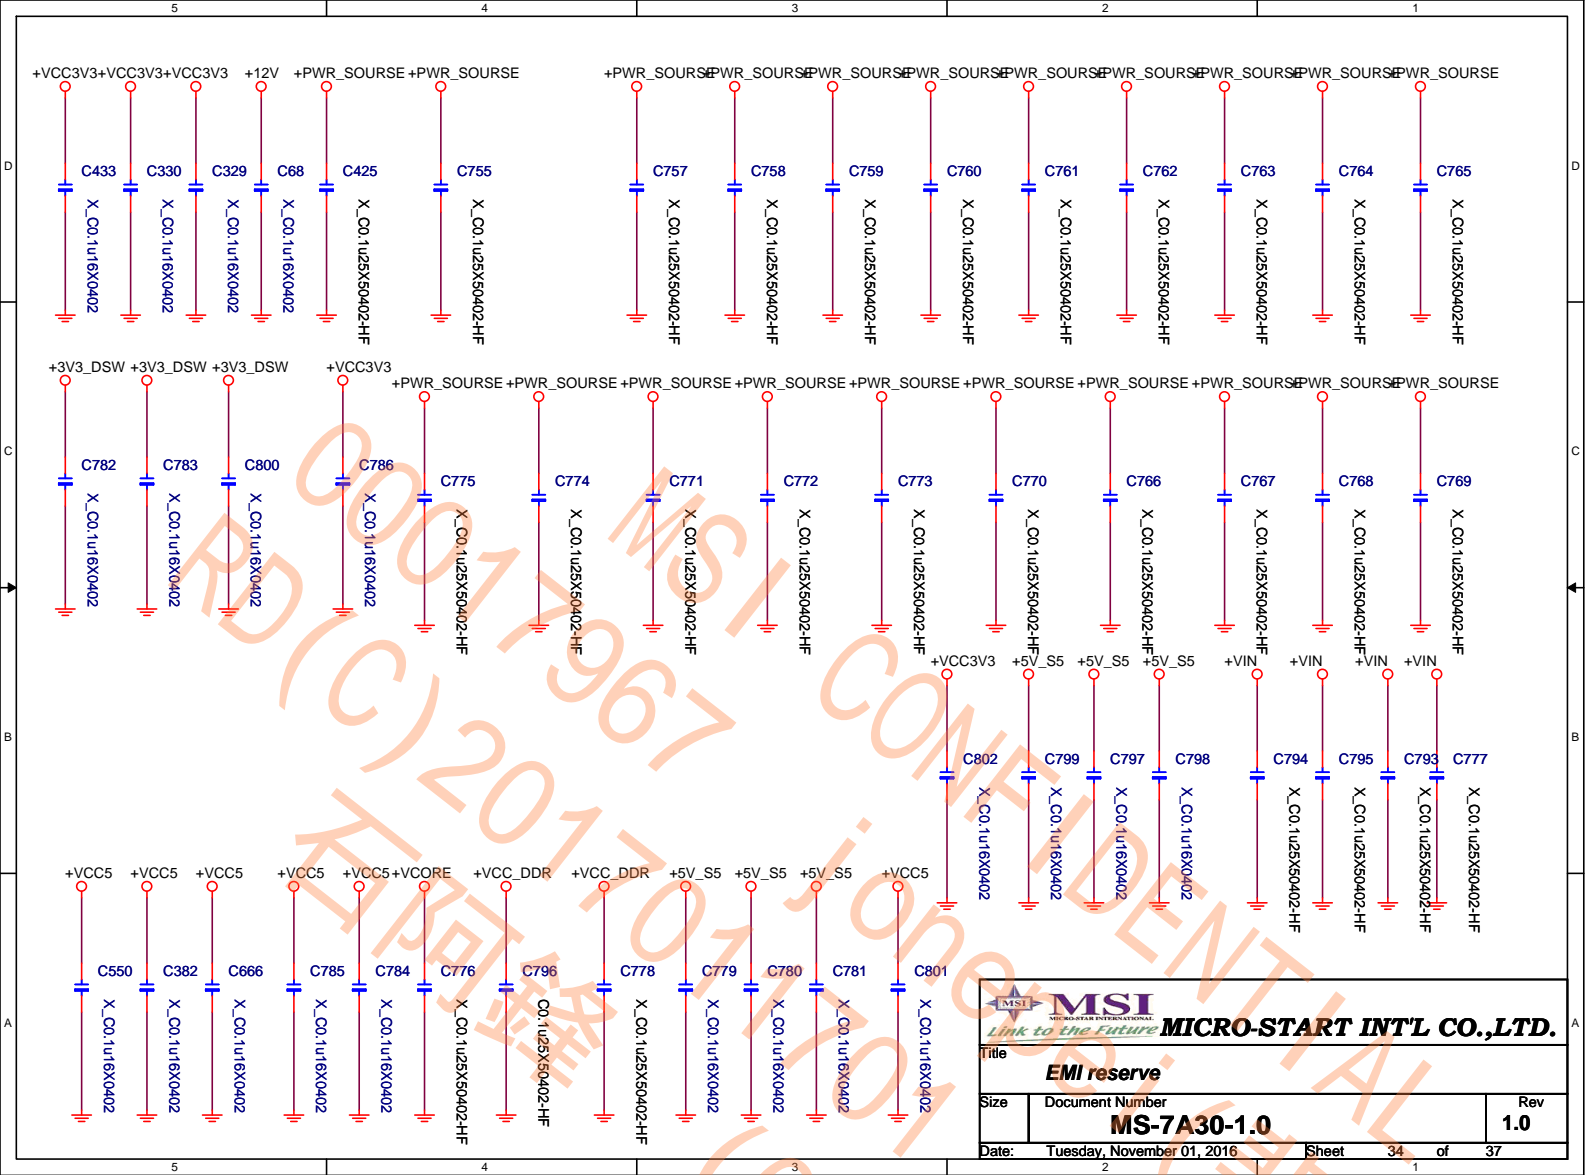 5 4 3 2 1
+VCC3V3 +VCC3V3 +VCC3V3 +12V +PWR_SOURSE +PWR_SOURSE +PWR_SOURSE +PWR_SOURSE +PWR_SOURSE +PWR_SOURSE +PWR_SOURSE +PWR_SOURSE +PWR_SOURSE +PWR_SOURSE +PWR_SOURSE
D C433 C330 C329 C68 C425 C755 C757 C758 C759 C760 C761 C762 C763 C764 C765 D
X_C0.1u16X0402 X_C0.1u16X0402 X_C0.1u16X0402 X_C0.1u16X0402 X_C0.1u25X50402-HF X_C0.1u25X50402-HF X_C0.1u25X50402-HF X_C0.1u25X50402-HF X_C0.1u25X50402-HF X_C0.1u25X50402-HF X_C0.1u25X50402-HF X_C0.1u25X50402-HF X_C0.1u25X50402-HF X_C0.1u25X50402-HF X_C0.1u25X50402-HF
+3V3_DSW +3V3_DSW +3V3_DSW +VCC3V3
+PWR_SOURSE +PWR_SOURSE +PWR_SOURSE +PWR_SOURSE +PWR_SOURSE +PWR_SOURSE +PWR_SOURSE +PWR_SOURSE +PWR_SOURSE +PWR_SOURSE
C C
C782 C783 C800 C786
C775 C774 C771 C772 C773 C770 C766 C767 C768 C769
X_C0.1u16X0402 X_C0.1u16X0402 X_C0.1u16X0402 X_C0.1u16X0402
X_C0.1u25X50402-HF X_C0.1u25X50402-HF X_C0.1u25X50402-HF X_C0.1u25X50402-HF X_C0.1u25X50402-HF X_C0.1u25X50402-HF X_C0.1u25X50402-HF X_C0.1u25X50402-HF X_C0.1u25X50402-HF X_C0.1u25X50402-HF
+VCC3V3 +5V_S5 +5V_S5 +5V_S5 +VIN +VIN +VIN +VIN
B B
C802 C799 C797 C798 C794 C795 C793 C777
X_C0.1u16X0402 X_C0.1u16X0402 X_C0.1u16X0402 X_C0.1u16X0402 X_C0.1u25X50402-HF X_C0.1u25X50402-HF X_C0.1u25X50402-HF X_C0.1u25X50402-HF
+VCC5 +VCC5 +VCC5 +VCC5 +VCC5 +VCORE +VCC_DDR +VCC_DDR +5V_S5 +5V_S5 +5V_S5 +VCC5
C550 C382 C666 C785 C784 C776 C796 C778 C779 C780 C781 C801
X_C0.1u16X0402 X_C0.1u16X0402 X_C0.1u16X0402 X_C0.1u16X0402 X_C0.1u16X0402 X_C0.1u25X50402-HF C0.1u25X50402-HF X_C0.1u25X50402-HF X_C0.1u16X0402 X_C0.1u16X0402 X_C0.1u16X0402 X_C0.1u16X0402
A A
MSI CONFIDENTIAL
00017967 jonepei(
RD(C)2017011701
石阿鋒
MSI MSI
MICRO-STAR INTERNATIONAL
Link to the Future MICRO-START INT'L CO.,LTD.
Title
EMI reserve
Size Document Number Rev
MS-7A30-1.0 1.0
Date: Tuesday, November 01, 2016 Sheet 34 of 37
5 4 3 2 1